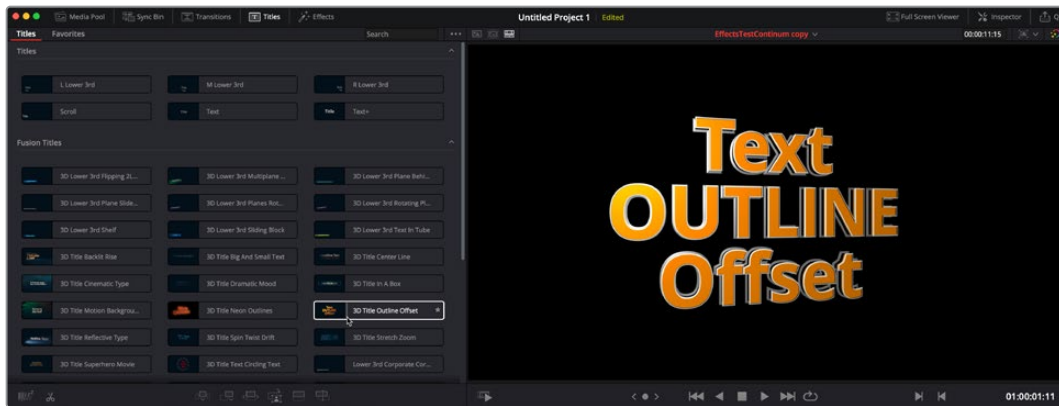 Media Pool
Sync Bin
Transitions
Titles
Effects
Untitled Project 1
Edited
Full Screen Viewer
Inspector
Titles
Favorites
Search
EffectsTestContinum copy
00:00:11:15
Titles
L Lower 3rd
M Lower 3rd
R Lower 3rd
Scroll
Text
Title
Text+
Fusion Titles
3D Lower 3rd Flipping 2L...
3D Lower 3rd Multiplane ...
3D Lower 3rd Plane Behi...
3D Lower 3rd Plane Slide...
3D Lower 3rd Planes Rot...
3D Lower 3rd Rotating Pl...
3D Lower 3rd Shelf
3D Lower 3rd Sliding Block
3D Lower 3rd Text In Tube
3D Title Backlit Rise
3D Title Big And Small Text
3D Title Center Line
3D Title Cinematic Type
3D Title Dramatic Mood
3D Title In A Box
3D Title Motion Backgrou...
3D Title Neon Outlines
3D Title Outline Offset
3D Title Reflective Type
3D Title Spin Twist Drift
3D Title Stretch Zoom
3D Title Superhero Movie
3D Title Text Circling Text
Lower 3rd Corporate Cor...
Text
OUTLINE
Offset
01:00:01:11